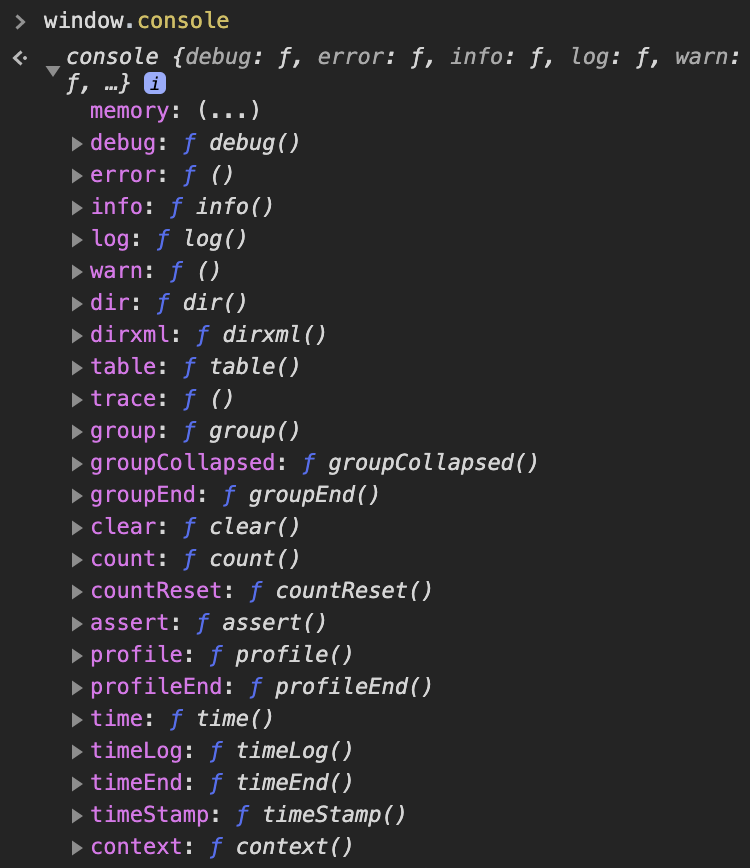 > window.console
<· ▼ console {debug: ƒ, error: ƒ, info: ƒ, log: ƒ, warn:
ƒ, …} i
memory: (...)
▶ debug: ƒ debug()
▶ error: ƒ ()
▶ info: ƒ info()
▶ log: ƒ log()
▶ warn: ƒ ()
▶ dir: ƒ dir()
▶ dirxml: ƒ dirxml()
▶ table: ƒ table()
▶ trace: ƒ ()
▶ group: ƒ group()
▶ groupCollapsed: ƒ groupCollapsed()
▶ groupEnd: ƒ groupEnd()
▶ clear: ƒ clear()
▶ count: ƒ count()
▶ countReset: ƒ countReset()
▶ assert: ƒ assert()
▶ profile: ƒ profile()
▶ profileEnd: ƒ profileEnd()
▶ time: ƒ time()
▶ timeLog: ƒ timeLog()
▶ timeEnd: ƒ timeEnd()
▶ timeStamp: ƒ timeStamp()
▶ context: ƒ context()